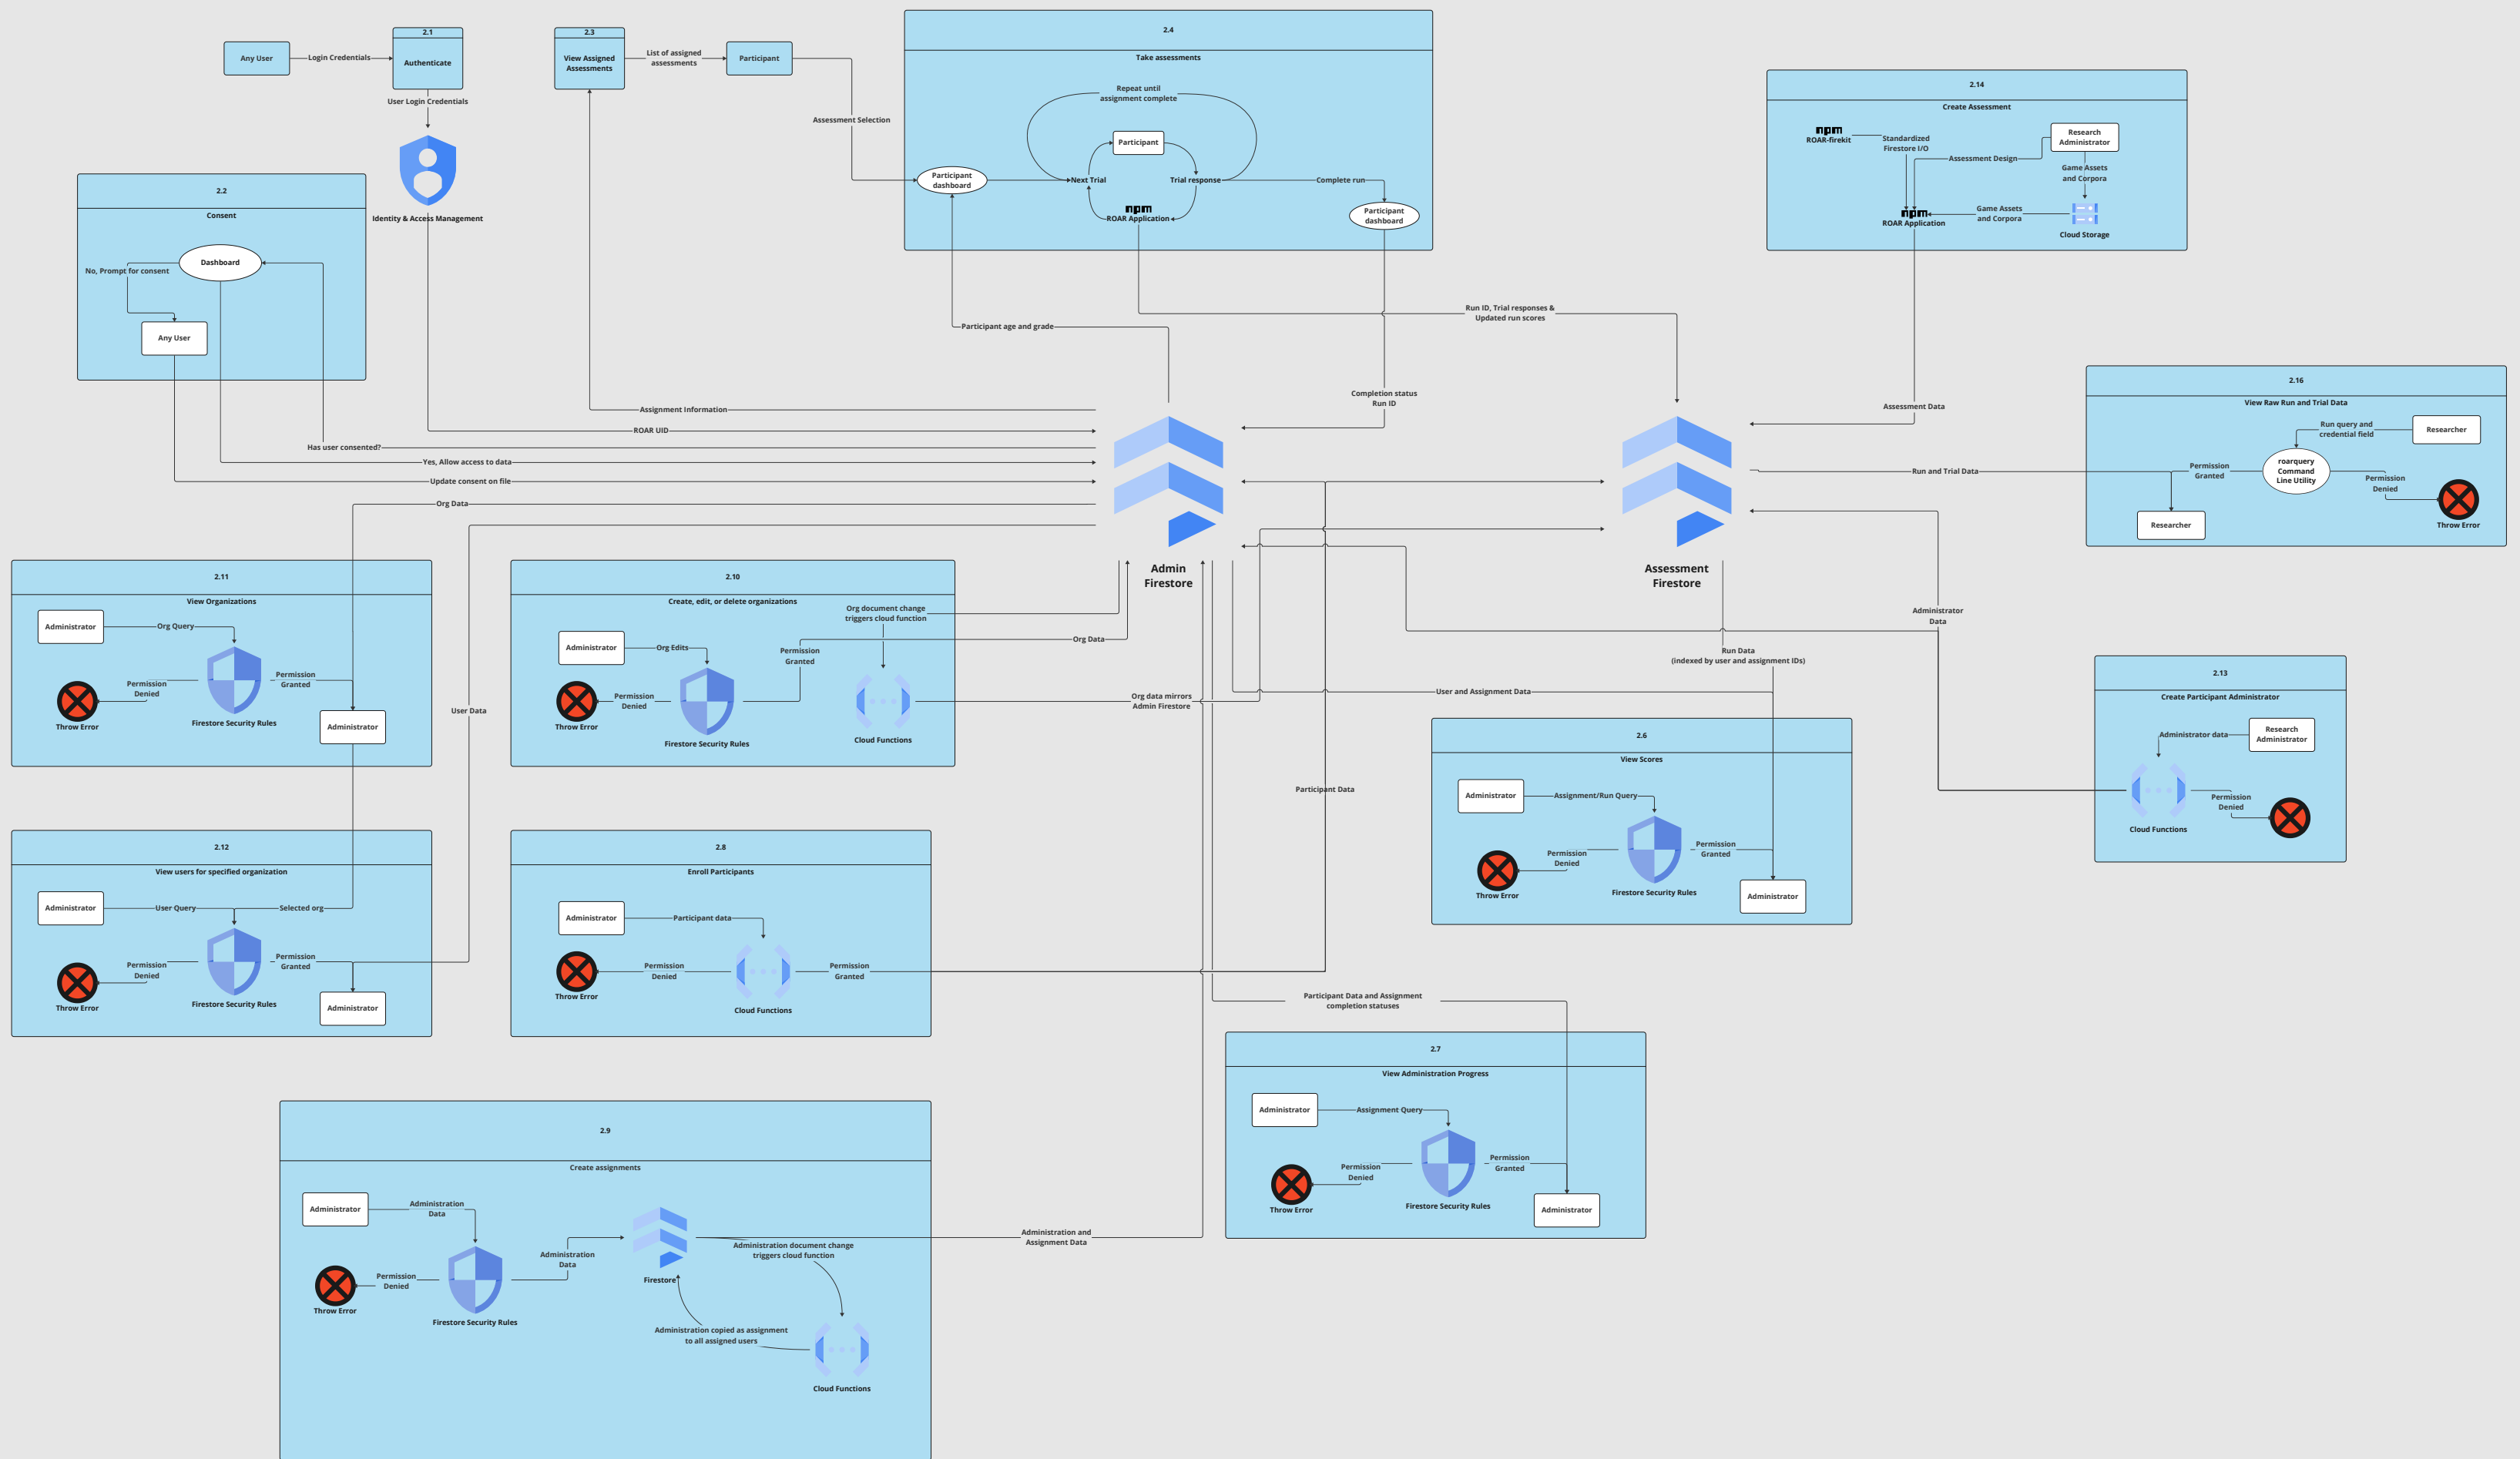 2.1
Any User
Login Credentials
Authenticate
User Login Credentials
Identity & Access Management
2.3
View Assigned
Assessments
List of assigned
assessments
Participant
Assessment Selection
2.4
Take assessments
Repeat until
assignment complete
Participant
Participant
dashboard
Next Trial
Trial response
Complete run
npm
ROAR Application
Participant
dashboard
2.14
Create Assessment
npm
ROAR-firekit
Standardized
Firestore I/O
Research
Administrator
Assessment Design
Game Assets
and Corpora
npm
ROAR Application
Game Assets
and Corpora
Cloud Storage
2.2
Consent
Dashboard
No, Prompt for consent
Any User
Run ID, Trial responses &
Updated run scores
Participant age and grade
Completion status
Run ID
Assignment Information
ROAR UID
Has user consented?
Yes, Allow access to data
Update consent on file
Org Data
Assessment Data
Run and Trial Data
2.16
View Raw Run and Trial Data
Run query and
credential field
Researcher
roarquery
Command
Line Utility
Permission
Granted
Permission
Denied
Researcher
Throw Error
Admin
Firestore
Assessment
Firestore
2.11
View Organizations
Administrator
Org Query
Permission
Denied
Permission
Granted
Throw Error
Firestore Security Rules
Administrator
User Data
2.10
Create, edit, or delete organizations
Org document change
triggers cloud function
Administrator
Org Edits
Permission
Granted
Org Data
Permission
Denied
Throw Error
Firestore Security Rules
Cloud Functions
Org data mirrors
Admin Firestore
Administrator
Data
Run Data
(indexed by user and assignment IDs)
User and Assignment Data
2.13
Create Participant Administrator
Administrator data
Research
Administrator
Permission
Denied
Cloud Functions
2.6
View Scores
Administrator
Assignment/Run Query
Permission
Denied
Permission
Granted
Throw Error
Firestore Security Rules
Administrator
Participant Data
2.12
View users for specified organization
Administrator
User Query
Selected org
Permission
Denied
Permission
Granted
Throw Error
Firestore Security Rules
Administrator
2.8
Enroll Participants
Administrator
Participant data
Permission
Denied
Permission
Granted
Throw Error
Cloud Functions
Participant Data and Assignment
completion statuses
2.7
View Administration Progress
Administrator
Assignment Query
Permission
Denied
Permission
Granted
Throw Error
Firestore Security Rules
Administrator
2.9
Create assignments
Administrator
Administration
Data
Administration
Data
Permission
Denied
Throw Error
Firestore Security Rules
Firestore
Administration document change
triggers cloud function
Administration and
Assignment Data
Administration copied as assignment
to all assigned users
Cloud Functions